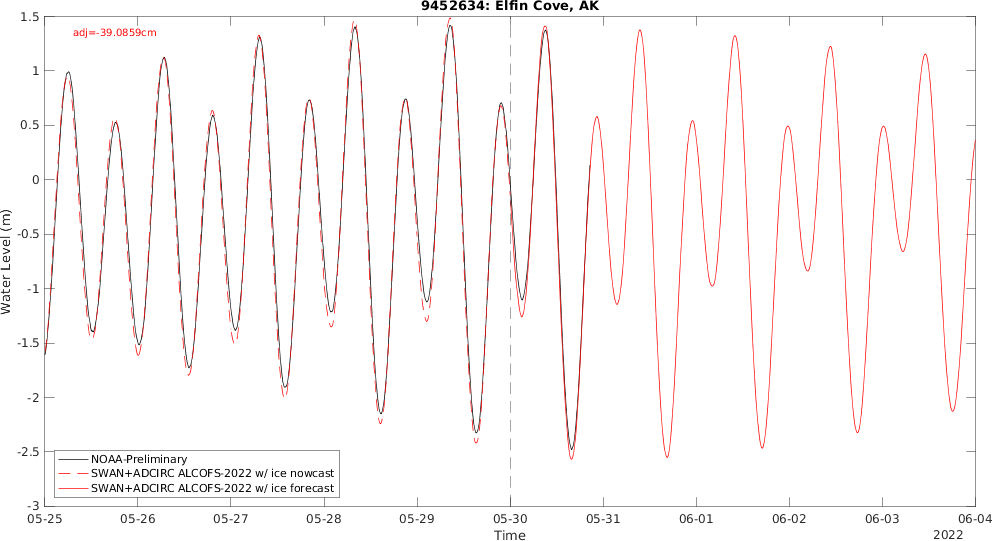 9452634: Elfin Cove, AK
adj=-39.0859cm
1.5
1
0.5
0
-0.5
-1
-1.5
-2
-2.5
-3
Water Level (m)
NOAA-Preliminary
SWAN+ADCIRC ALCOFS-2022 w/ ice nowcast
SWAN+ADCIRC ALCOFS-2022 w/ ice forecast
05-25 05-26 05-27 05-28 05-29 05-30 05-31 06-01 06-02 06-03 06-04
Time
2022